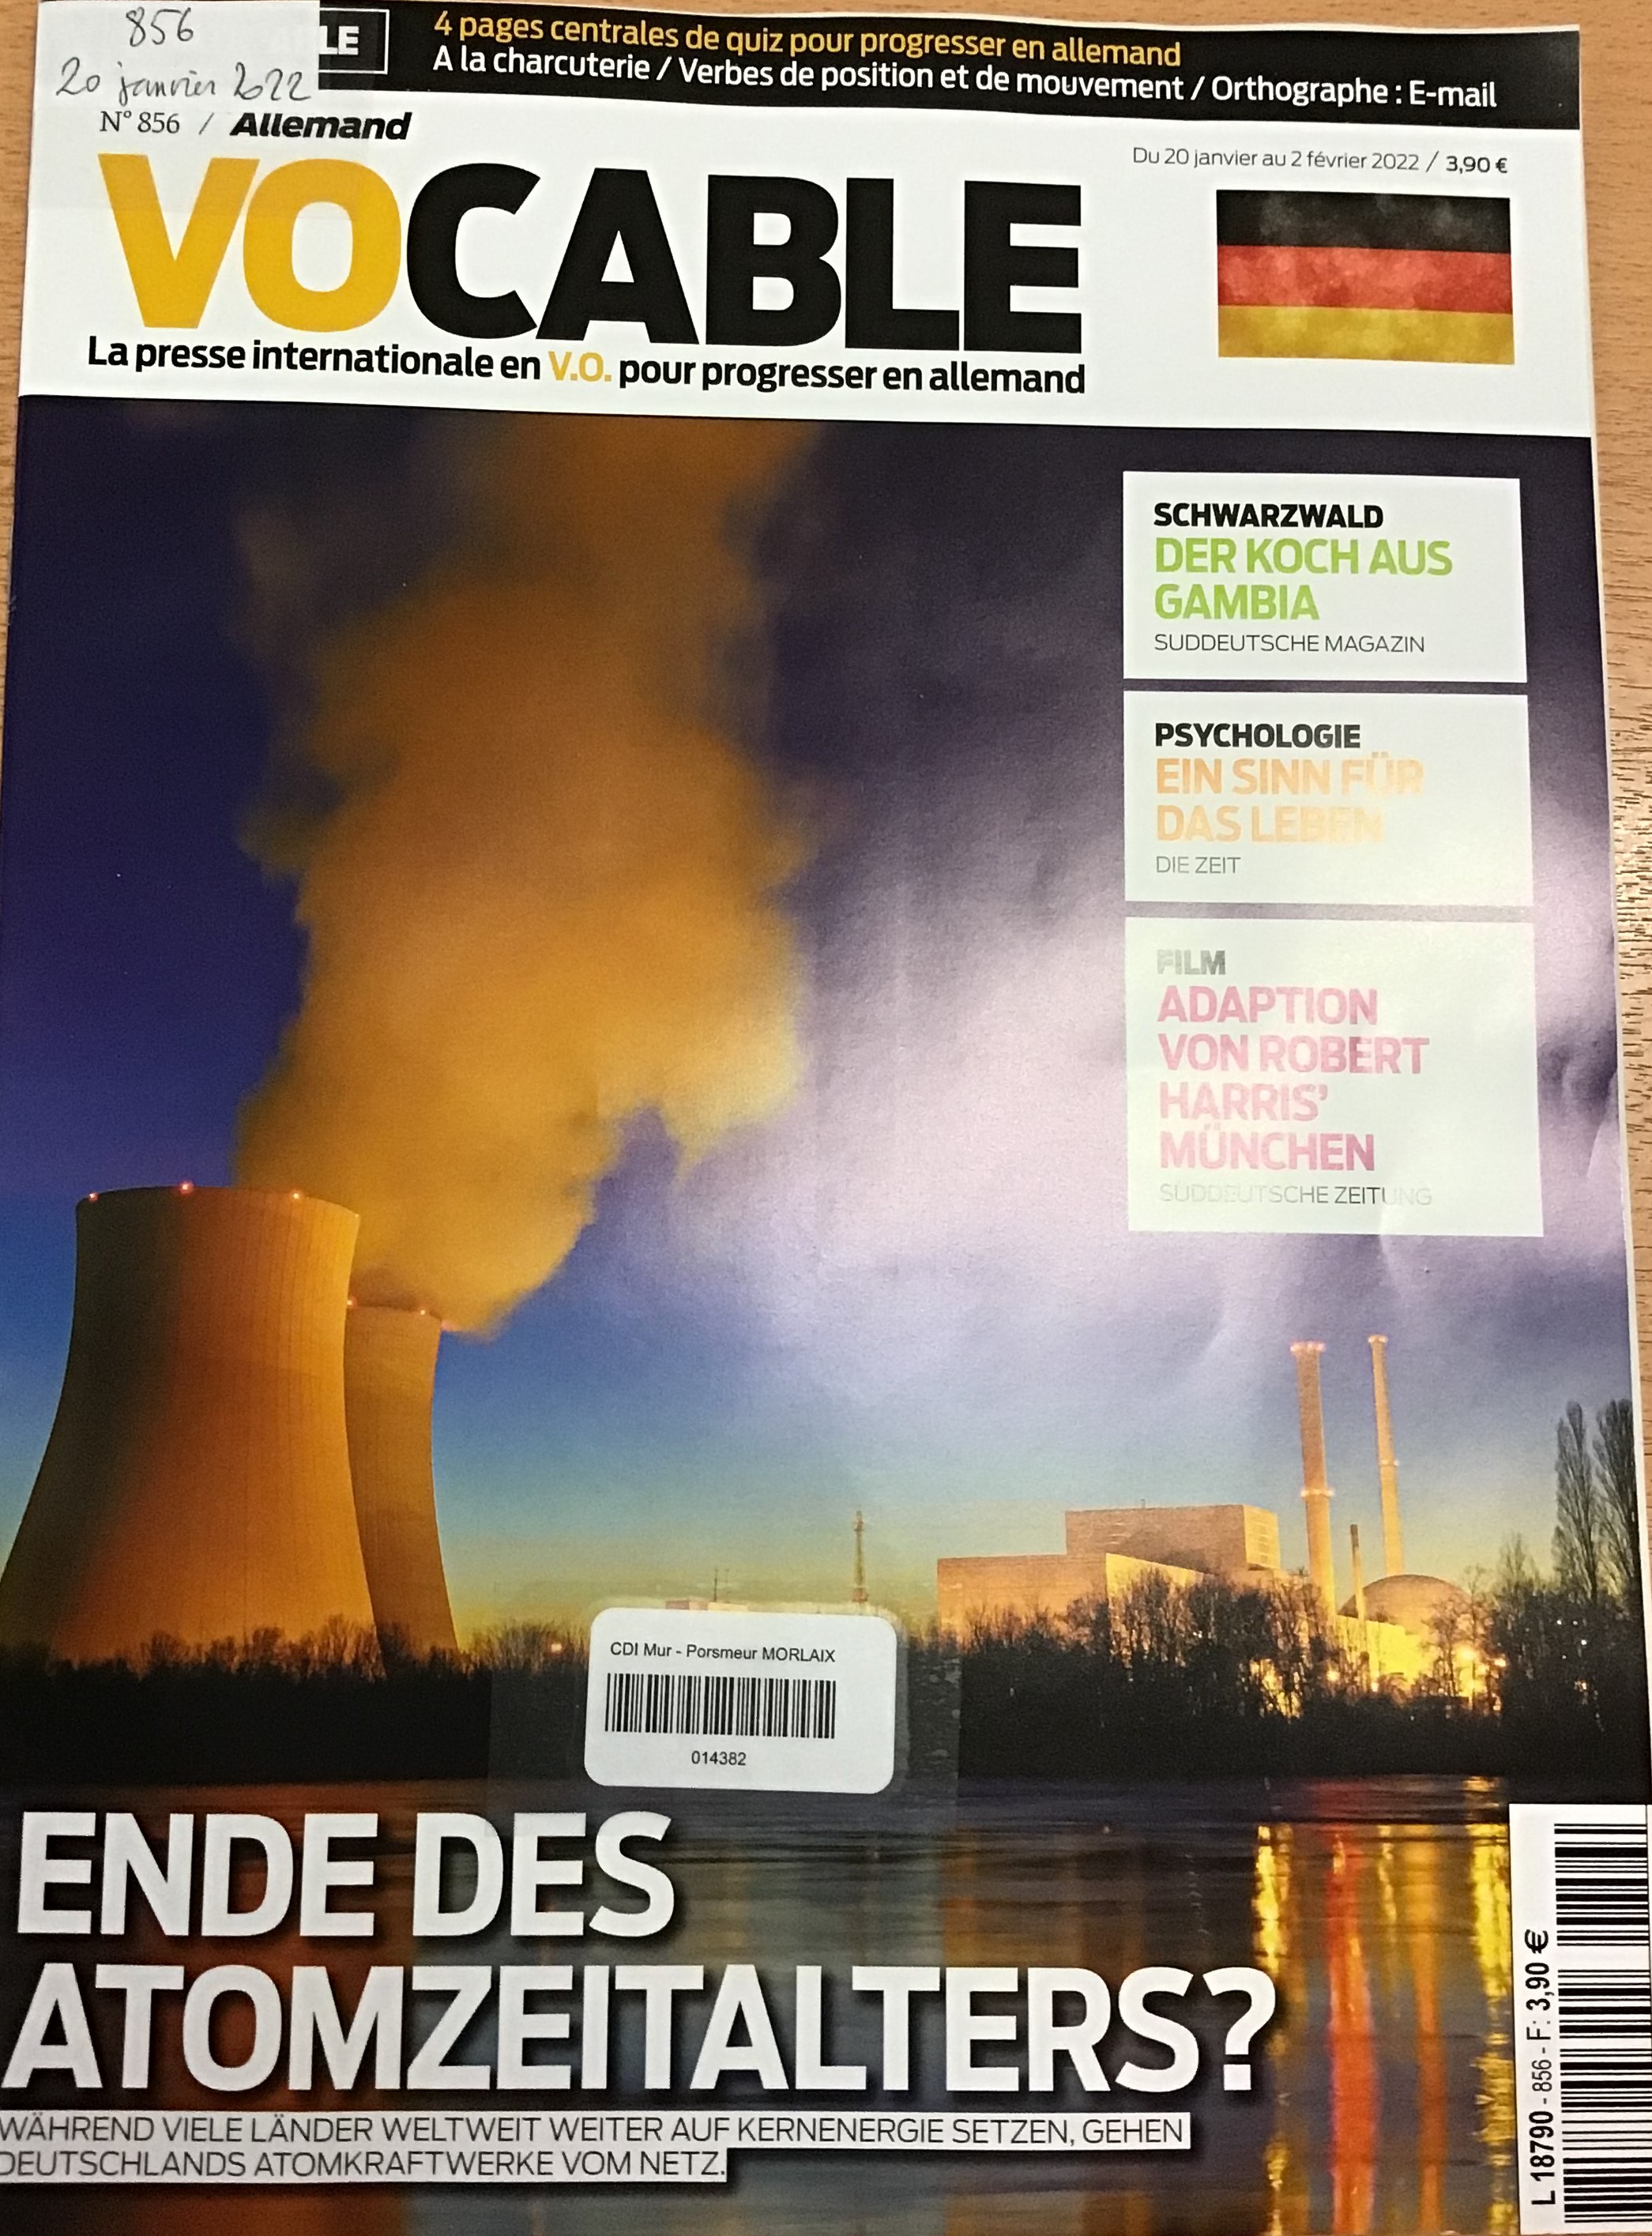 856
20 janvier 2022
LE
4 pages centrales de quiz pour progresser en allemand
A la charcuterie / Verbes de position et de mouvement / Orthographe : E-mail
N° 856 / Allemand
Du 20 janvier au 2 février 2022 / 3,90 €
VOCABLE
La presse internationale en V.O. pour progresser en allemand
SCHWARZWALD
DER KOCH AUS
GAMBIA
SUDDEUTSCHE MAGAZIN
PSYCHOLOGIE
EIN SINN FÜR
DAS LEBEN
DIE ZEIT
FILM
ADAPTION
VON ROBERT
HARRIS'
MÜNCHEN
SUDDEUTSCHE ZEITUNG
CDI Mur - Porsmeur MORLAIX
014382
ENDE DES
ATOMZEITALTERS?
WÄHREND VIELE LÄNDER WELTWEIT WEITER AUF KERNENERGIE SETZEN, GEHEN
DEUTSCHLANDS ATOMKRAFTWERKE VOM NETZ.
L 18790 - 856 - F: 3,90 €